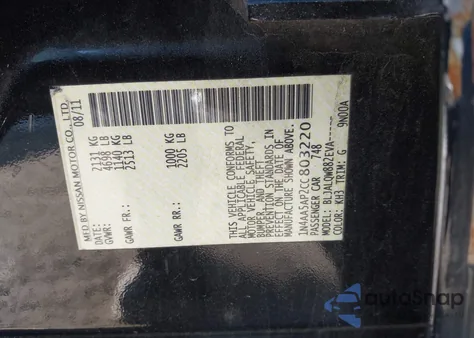 MFD BY NISSAN MOTOR CO., LTD.
08/11
GVWR: 2131 KG
4698 LB
GAWR FR: 1140 KG
2513 LB
GAWR RR: 1000 KG
2205 LB
THIS VEHICLE CONFORMS TO
ALL APPLICABLE FEDERAL
MOTOR VEHICLE SAFETY,
BUMPER, AND THEFT
PREVENTION STANDARDS IN
EFFECT ON THE DATE OF
MANUFACTURE SHOWN ABOVE.
1N4AA5AP2CC803220
PASSENGER CAR 748
MODEL: 
COLOR: KH3 TRIM: G 9N00A
autoSnap